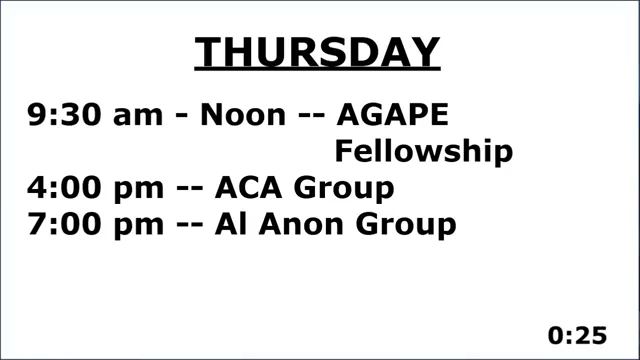 THURSDAY
9:30 am - Noon -- AGAPE
Fellowship
4:00 pm -- ACA Group
7:00 pm -- Al Anon Group
0:25